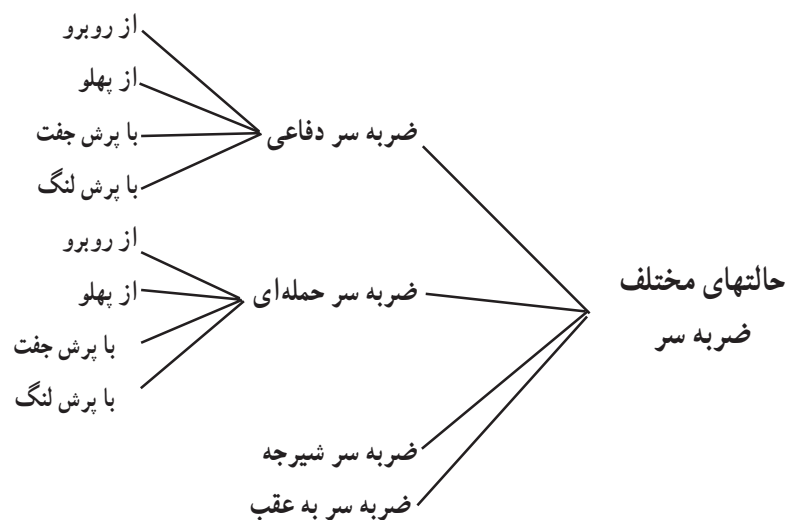 حالتهای مختلف
ضربه سر
ضربه سر دفاعی
از روبرو
از پهلو
با پرش جفت
با پرش لنگ
ضربه سر حمله‌ای
از روبرو
از پهلو
با پرش جفت
با پرش لنگ
ضربه سر شیرجه
ضربه سر به عقب